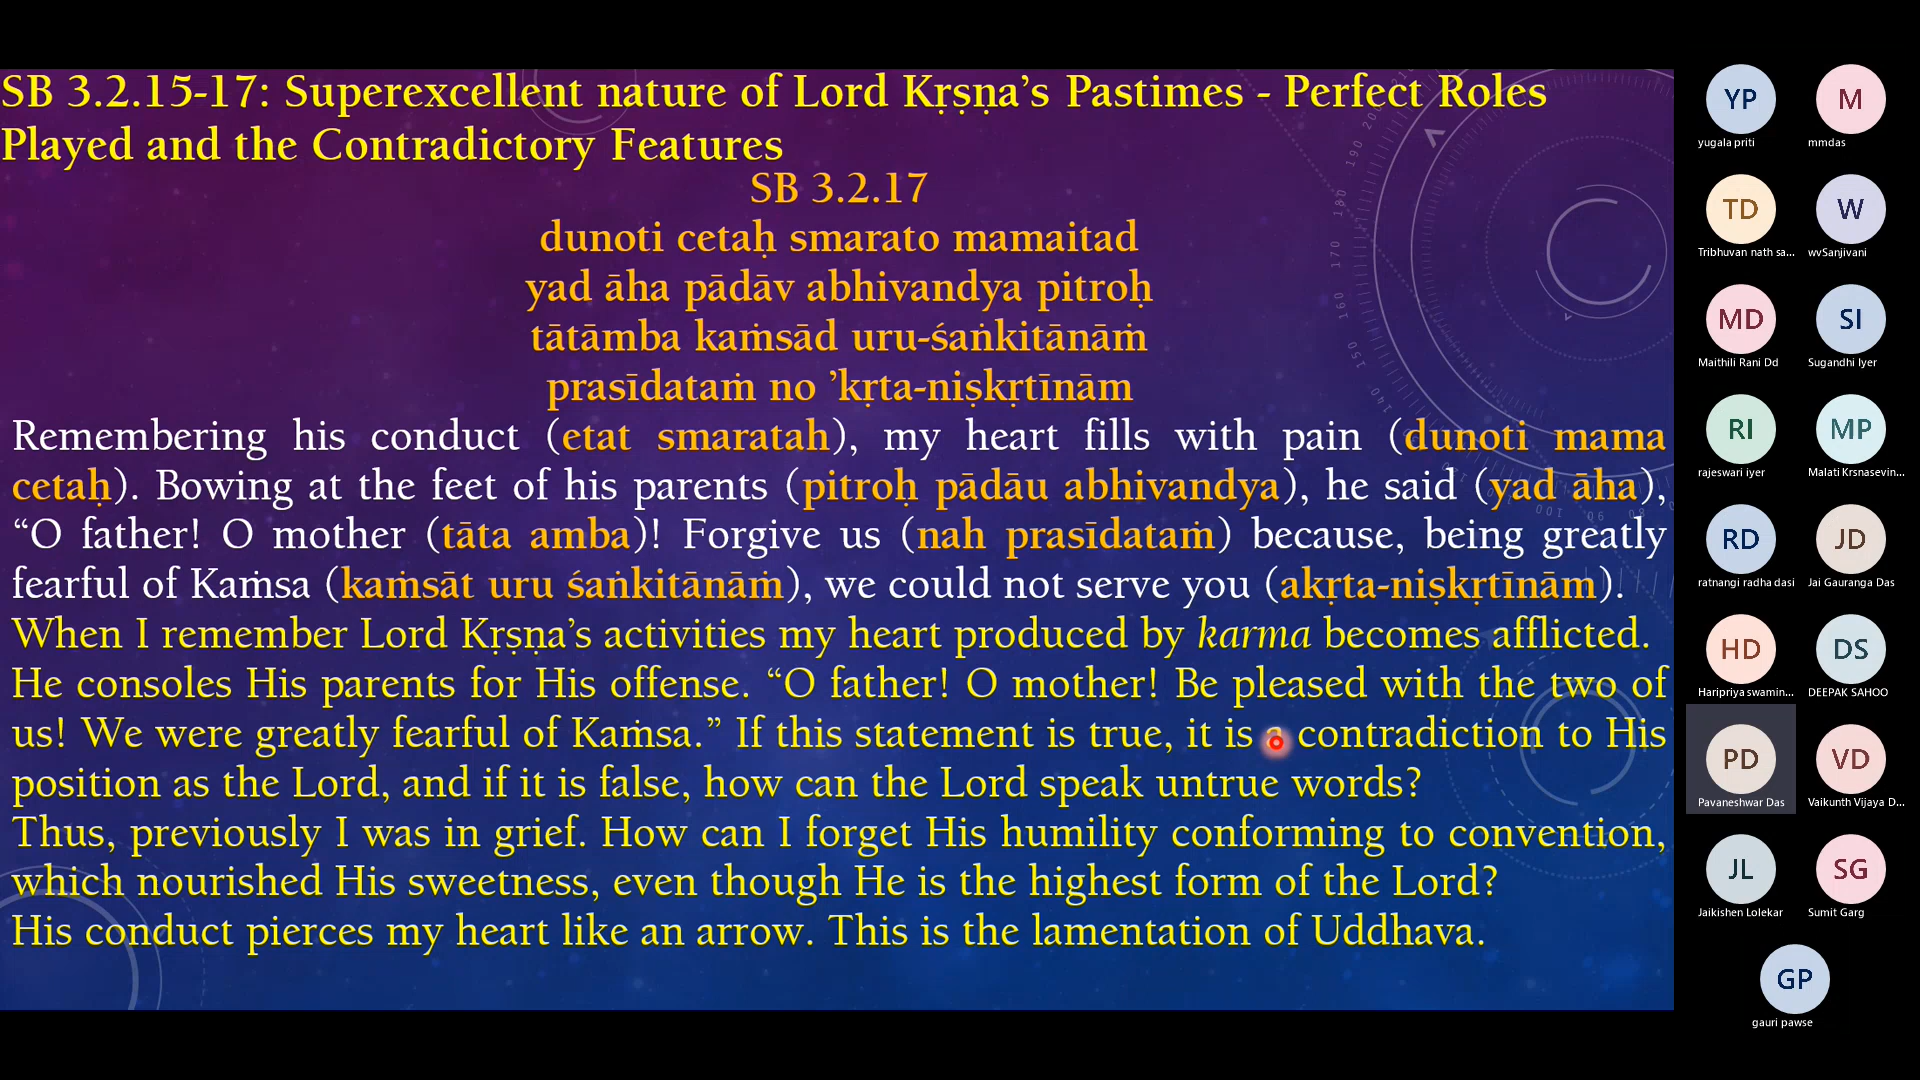 SB 3.2.15-17: Superexcellent nature of Lord Kṛṣṇa’s Pastimes - Perfect Roles
Played and the Contradictory Features
SB 3.2.17
dunoti cetaḥ smarato mamaitad
yad āha pādāv abhivandya pitroḥ
tātāmba kaṁsād uru-śaṅkitānāṁ
prasīdataṁ no ’kṛta-niṣkṛtīnām
Remembering his conduct (etat smaratah), my heart fills with pain (dunoti mama
cetaḥ). Bowing at the feet of his parents (pitroḥ pādāu abhivandya), he said (yad āha),
“O father! O mother (tāta amba)! Forgive us (nah prasīdataṁ) because, being greatly
fearful of Kaṁsa (kaṁsāt uru śaṅkitānāṁ), we could not serve you (akṛta-niṣkṛtīnām).
When I remember Lord Kṛṣṇa’s activities my heart produced by karma becomes afflicted.
He consoles His parents for His offense. “O father! O mother! Be pleased with the two of
us! We were greatly fearful of Kaṁsa.” If this statement is true, it is a contradiction to His
position as the Lord, and if it is false, how can the Lord speak untrue words?
Thus, previously I was in grief. How can I forget His humility conforming to convention,
which nourished His sweetness, even though He is the highest form of the Lord?
His conduct pierces my heart like an arrow. This is the lamentation of Uddhava.
YP M
yugala priti mmdas
TD W
Tribhuvan nath sa... wvSanjivani
MD SI
Maithili Rani Dd Sugandhi Iyer
RI MP
rajeswari iyer Malati Krsnasevin...
RD JD
ratnangi radha dasi Jai Gauranga Das
HD DS
Haripriya swamin... DEEPAK SAHOO
PD VD
Pavaneshwar Das Vaikunth Vijaya D...
JL SG
Jaikishen Lolekar Sumit Garg
GP
gauri pawse